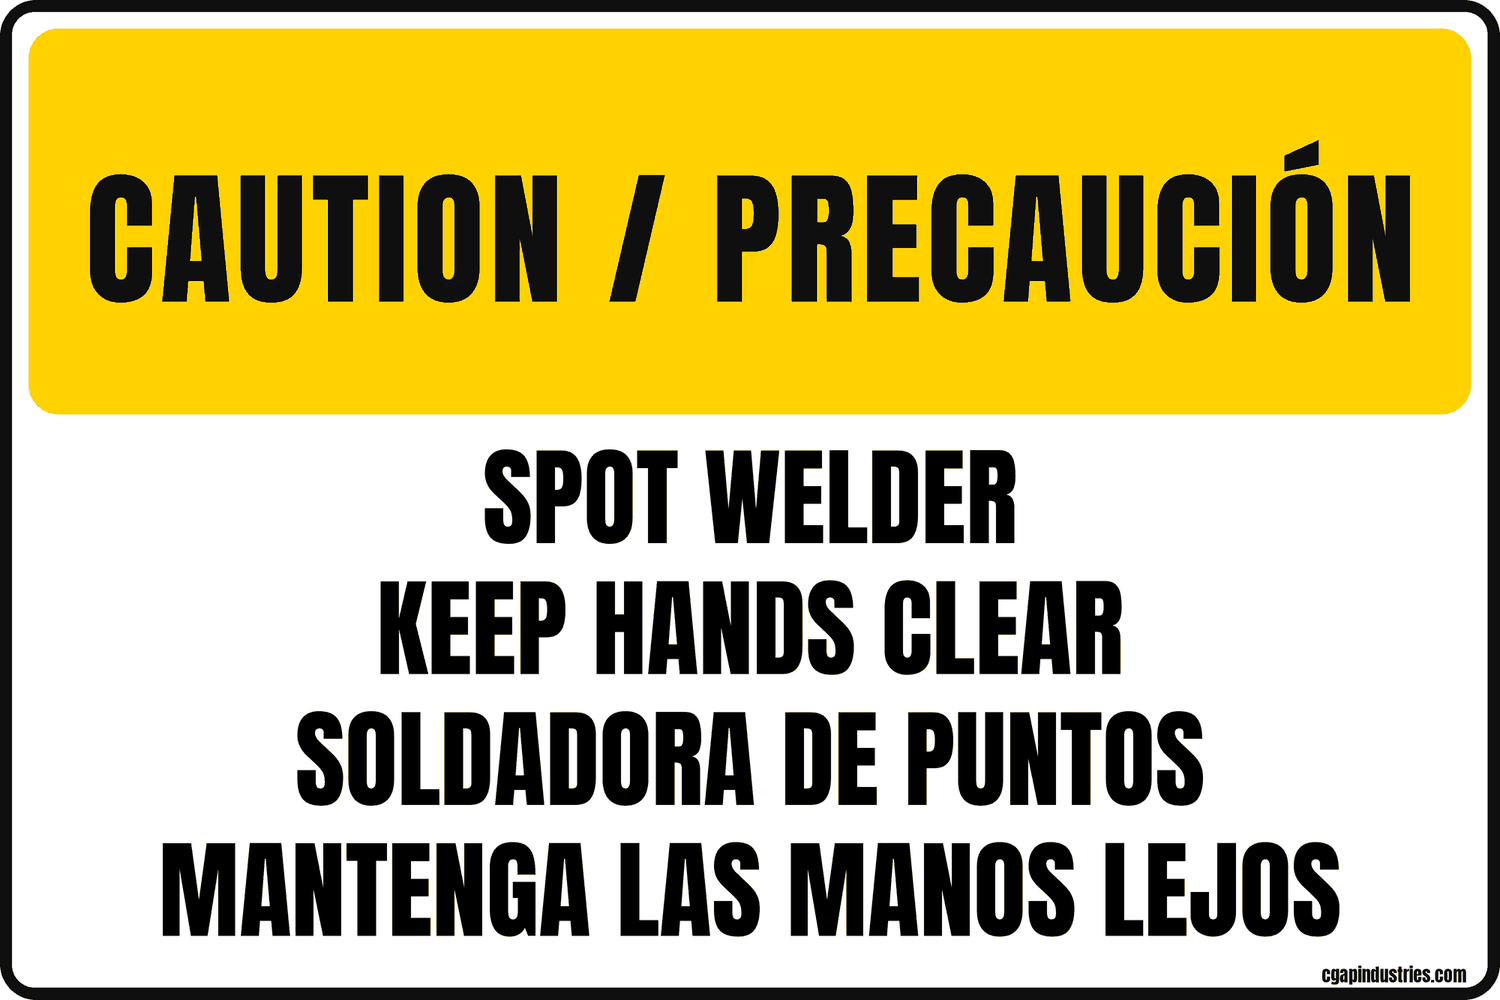 CAUTION / PRECAUCIÓN
SPOT WELDER
KEEP HANDS CLEAR
SOLDADORA DE PUNTOS
MANTENGA LAS MANOS LEJOS
cgapindustries.com